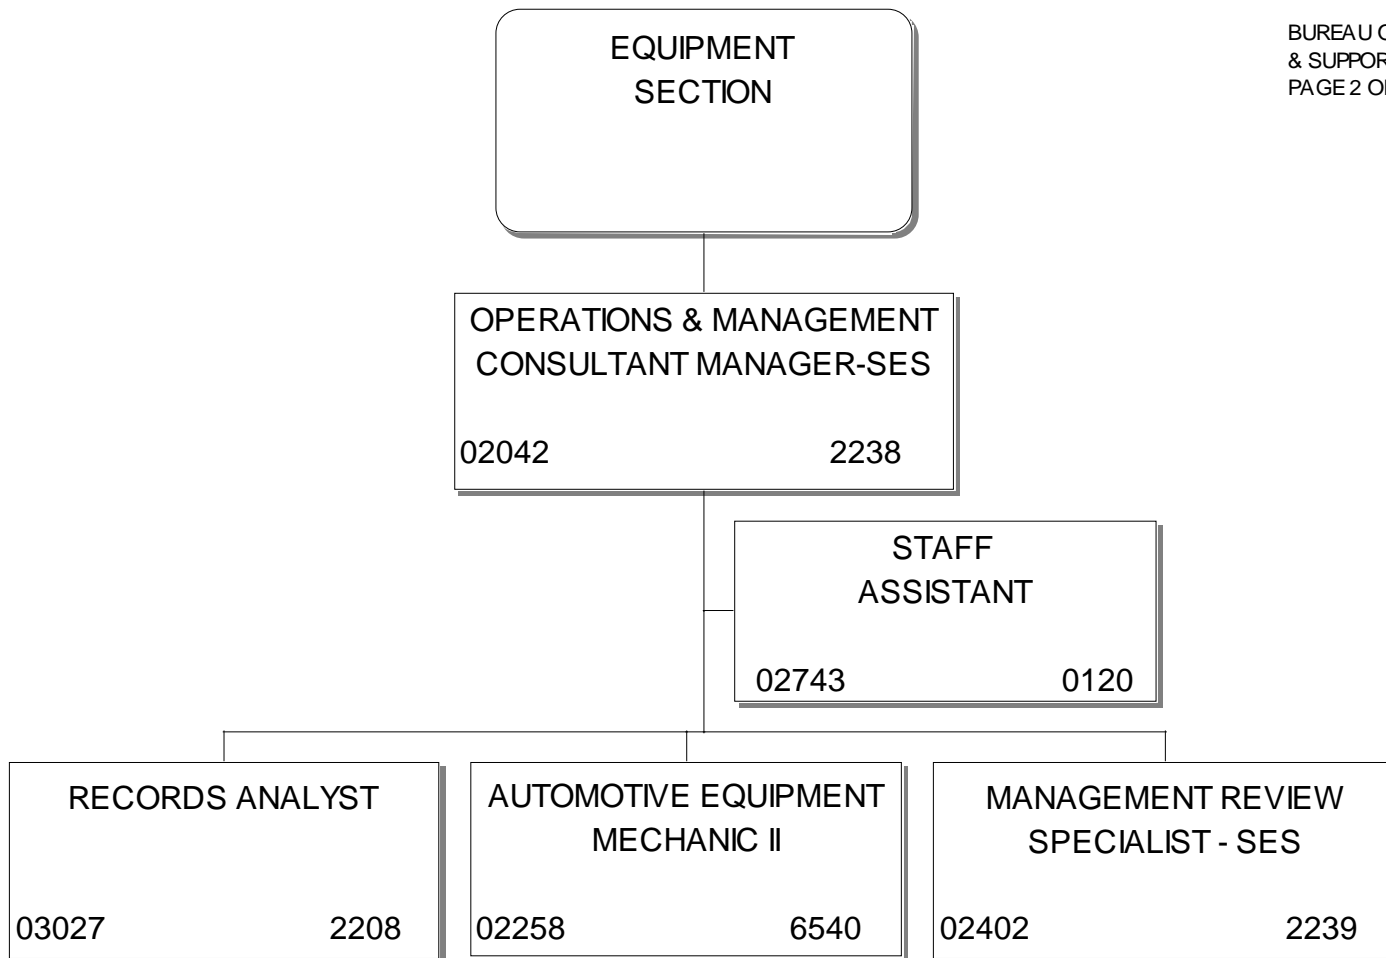 EQUIPMENT
SECTION
BUREAU
& SUPPOR
PAGE 2
OPERATIONS & MANAGEMENT
CONSULTANT MANAGER-SES
02042 2238
STAFF
ASSISTANT
02743 0120
RECORDS ANALYST
03027 2208
AUTOMOTIVE EQUIPMENT
MECHANIC II
02258 6540
MANAGEMENT REVIEW
SPECIALIST - SES
02402 2239